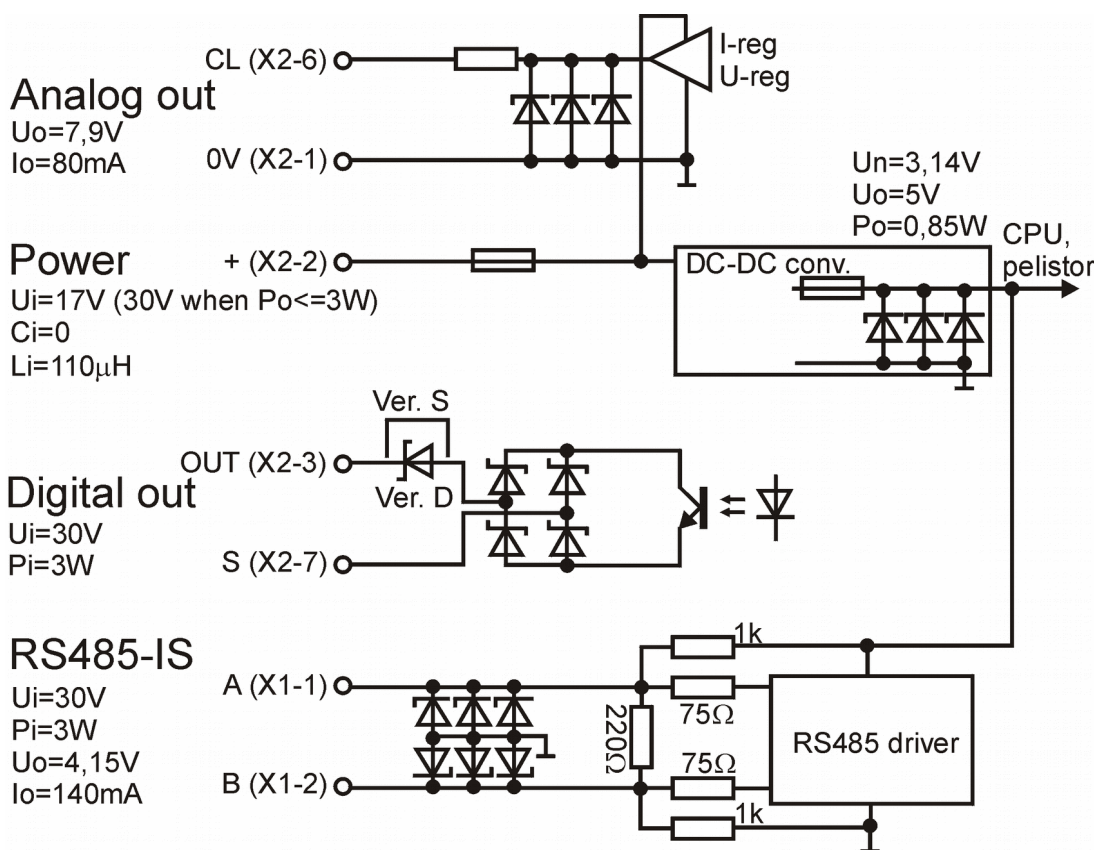 CL (X2-6)
I-reg
U-reg
Analog out
Uo=7,9V
Io=80mA
0V (X2-1)
Un=3,14V
Uo=5V
Po=0,85W
CPU,
pelistor
Power
+ (X2-2)
DC-DC conv.
Ui=17V (30V when Po<=3W)
Ci=0
Li=110μH
Ver. S
OUT (X2-3)
Ver. D
Digital out
Ui=30V
Pi=3W
S (X2-7)
RS485-IS
Ui=30V
Pi=3W
Uo=4,15V
Io=140mA
A (X1-1)
B (X1-2)
1k
75Ω
220Ω
75Ω
1k
RS485 driver